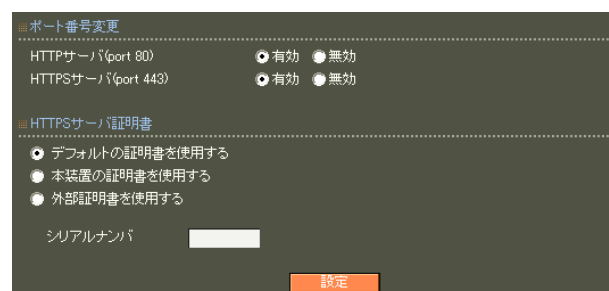 ポート番号変更
HTTPサーバ(port 80) 有効 無効
HTTPSサーバ(port 443) 有効 無効
HTTPSサーバ証明書
デフォルトの証明書を使用する
本装置の証明書を使用する
外部証明書を使用する
シリアルナンバ
設定